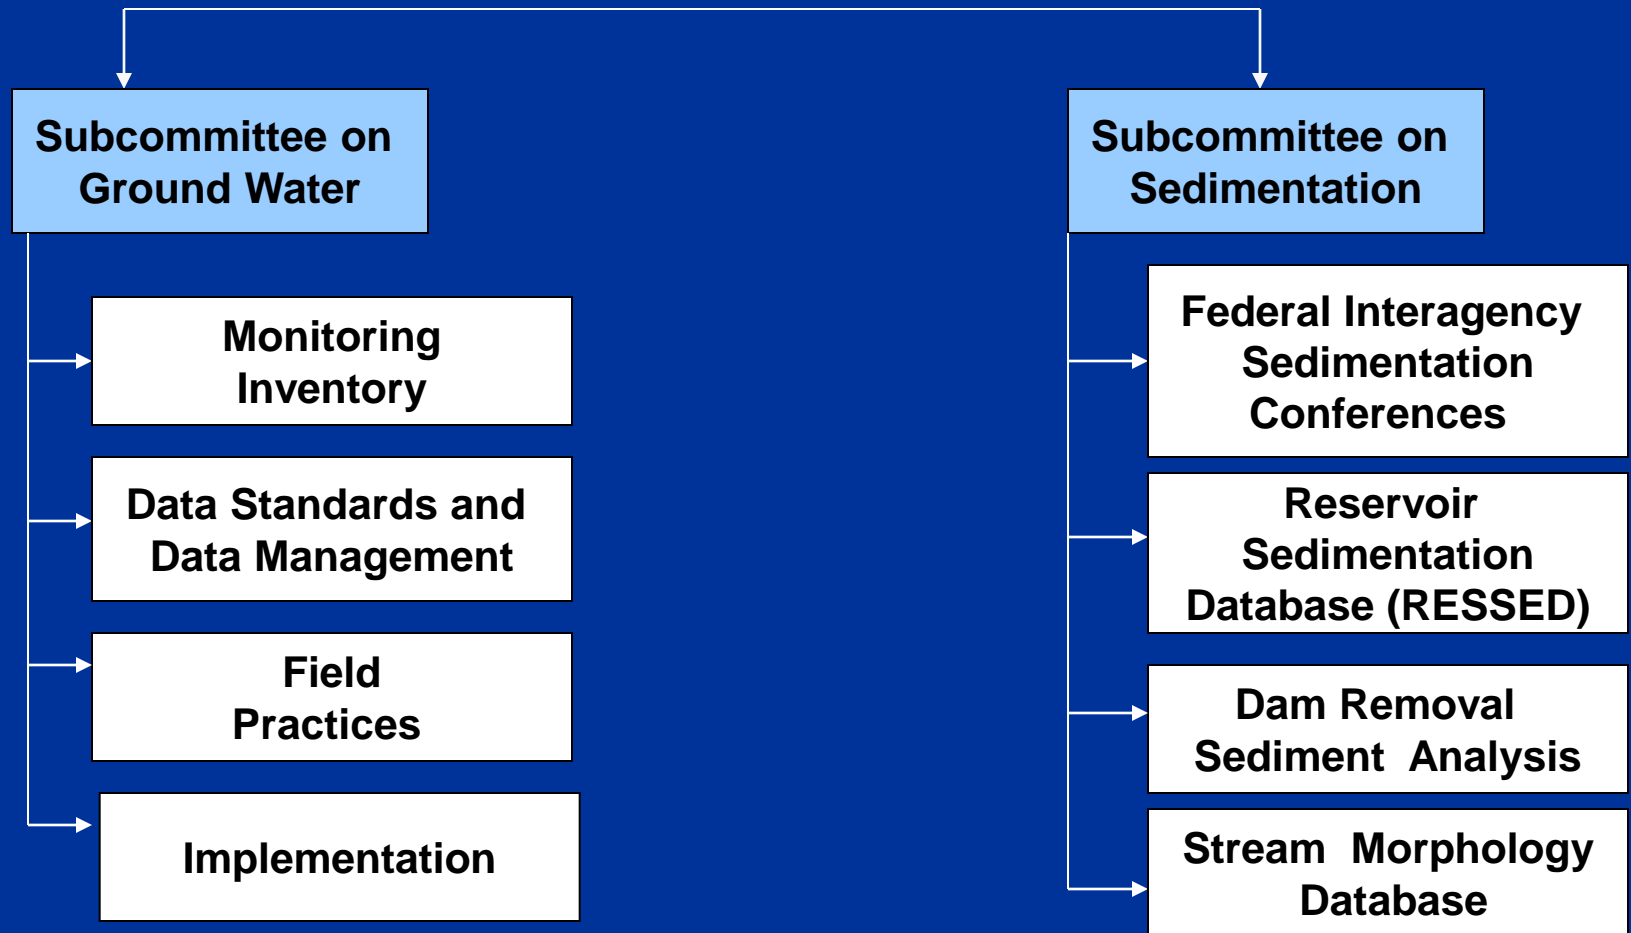 Subcommittee on
Ground Water
Monitoring
Inventory
Data Standards and
Data Management
Field
Practices
Implementation
Subcommittee on
Sedimentation
Federal Interagency
Sedimentation
Conferences
Reservoir
Sedimentation
Database (RESSED)
Dam Removal
Sediment Analysis
Stream Morphology
Database